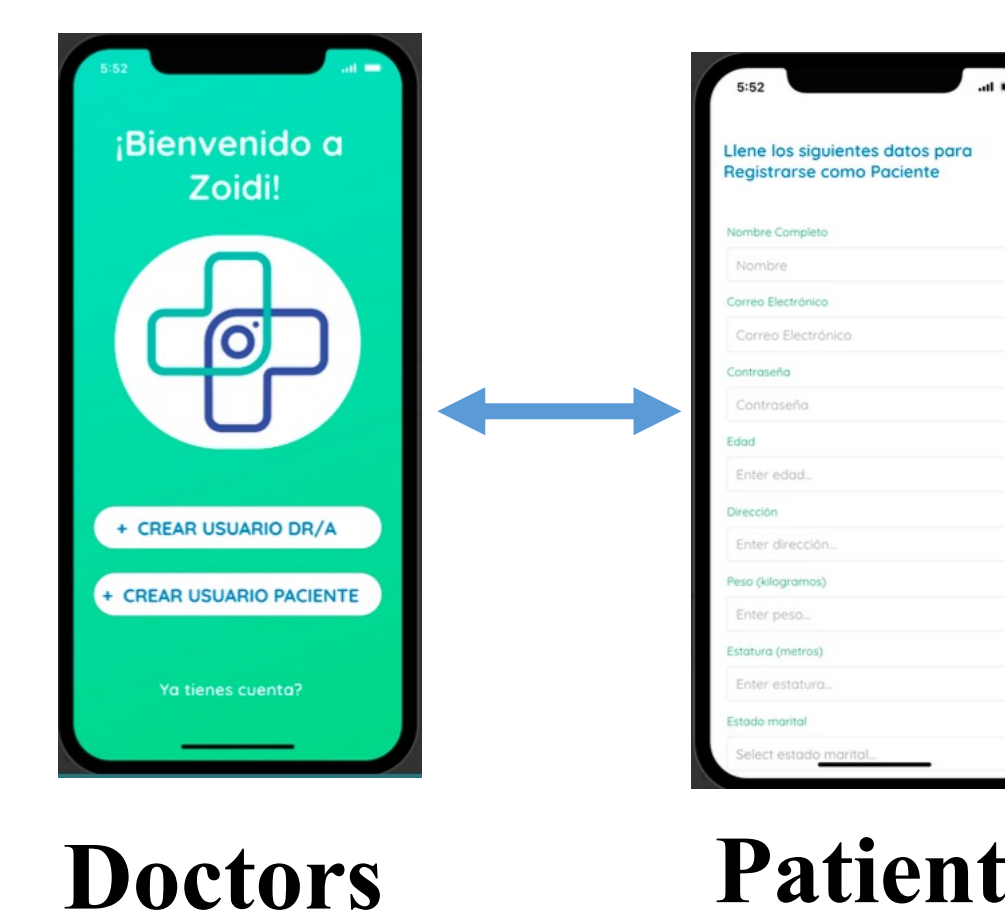 5:52
¡Bienvenido a
Zoidi!
+ CREAR USUARIO DR/A
+ CREAR USUARIO PACIENTE
Ya tienes cuenta?
Doctors
5:52
Llene los siguientes datos para
Registrarse como Paciente
Nombre Completo
Nombre
Correo Electrónico
Correo Electrónico
Contraseña
Contraseña
Edad
Enter edad...
Dirección
Enter dirección...
Peso (kilogramos)
Enter peso...
Estatura (metros)
Enter estatura...
Estado marital
Select estado marital...
Patient